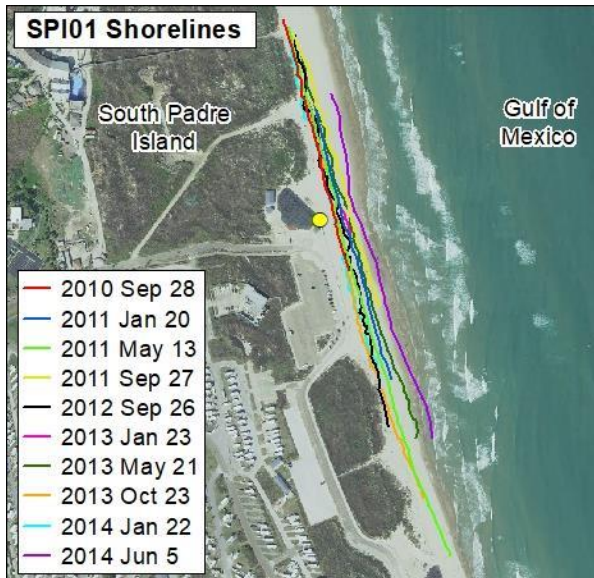 SPI01 Shorelines
South Padre
Island
Gulf of
Mexico
2010 Sep 28
2011 Jan 20
2011 May 13
2011 Sep 27
2012 Sep 26
2013 Jan 23
2013 May 21
2013 Oct 23
2014 Jan 22
2014 Jun 5